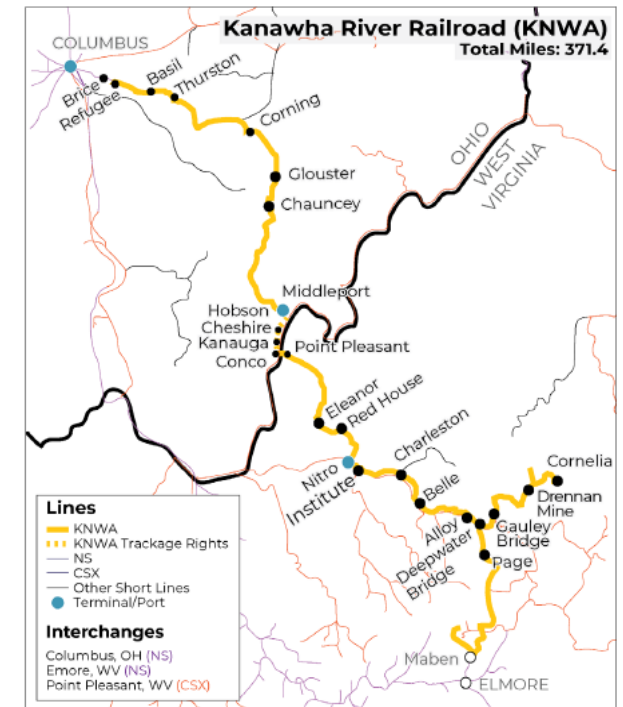 Kanawha River Railroad (KNWA)
Total Miles: 371.4
COLUMBUS
Brice
Refugee
Basil
Thurston
Corning
OHIO
WEST
VIRGINIA
Glouster
Chauncey
Middleport
Hobson
Cheshire
Kanauga
Conco
Point Pleasant
Eleanor
Red House
Charleston
Nitro
Institute
Belle
Cornelia
Drennan
Mine
Alloy
Gauley
Bridge
Deepwater
Bridge
Page
Maben
ELMORE
Lines
KNWA
KNWA Trackage Rights
NS
CSX
Other Short Lines
Terminal/Port
Interchanges
Columbus, OH (NS)
Emore, WV (NS)
Point Pleasant, WV (CSX)